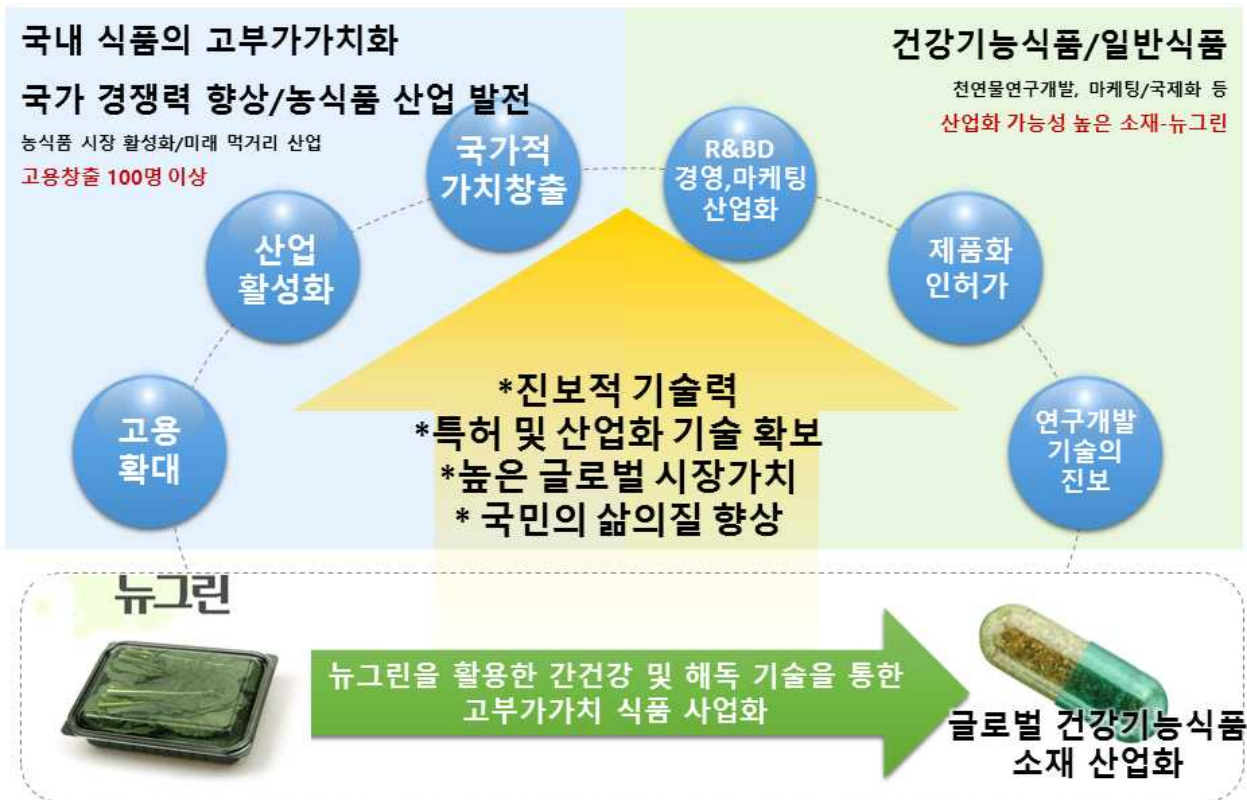 국내 식품의 고부가가치화
국가 경쟁력 향상/농식품 산업 발전
농식품 시장 활성화/미래 먹거리 산업
고용창출 100명 이상
건강기능식품/일반식품
천연물연구개발, 마케팅/국제화 등
산업화 가능성 높은 소재-뉴그린
고용
확대
산업
활성화
국가적
가치창출
R&BD
경영,마케팅
산업화
제품화
인허가
연구개발
기술의
진보
*진보적 기술력
*특허 및 산업화 기술 확보
*높은 글로벌 시장가치
* 국민의 삶의질 향상
뉴그린
뉴그린을 활용한 간건강 및 해독 기술을 통한
고부가가치 식품 사업화
글로벌 건강기능식품
소재 산업화